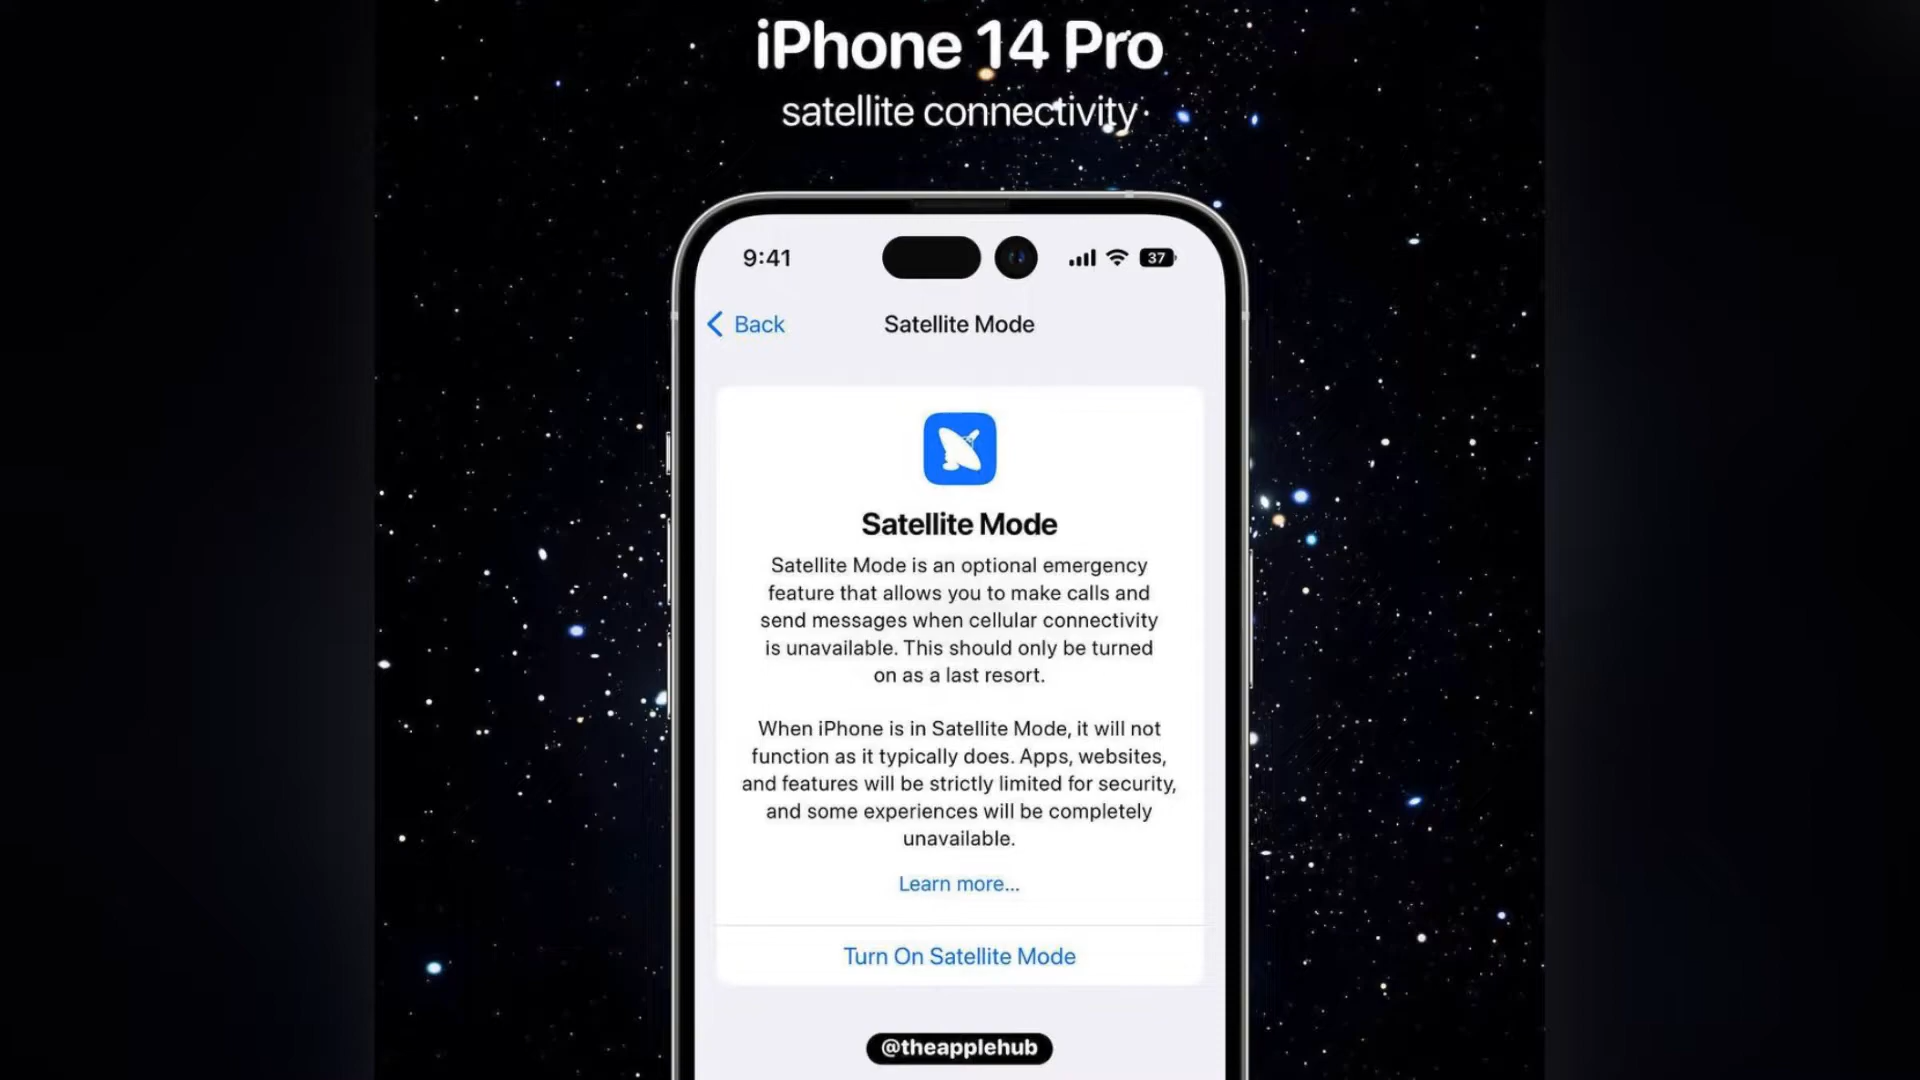 iPhone 14 Pro
satellite connectivity
9:41
37
Back
Satellite Mode
Satellite Mode
Satellite Mode is an optional emergency
feature that allows you to make calls and
send messages when cellular connectivity
is unavailable. This should only be turned
on as a last resort.
When iPhone is in Satellite Mode, it will not
function as it typically does. Apps, websites,
and features will be strictly limited for security,
and some experiences will be completely
unavailable.
Learn more...
Turn On Satellite Mode
@theapplehub